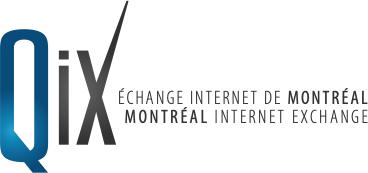 QiX
ÉCHANGE INTERNET DE MONTRÉAL
MONTRÉAL INTERNET EXCHANGE